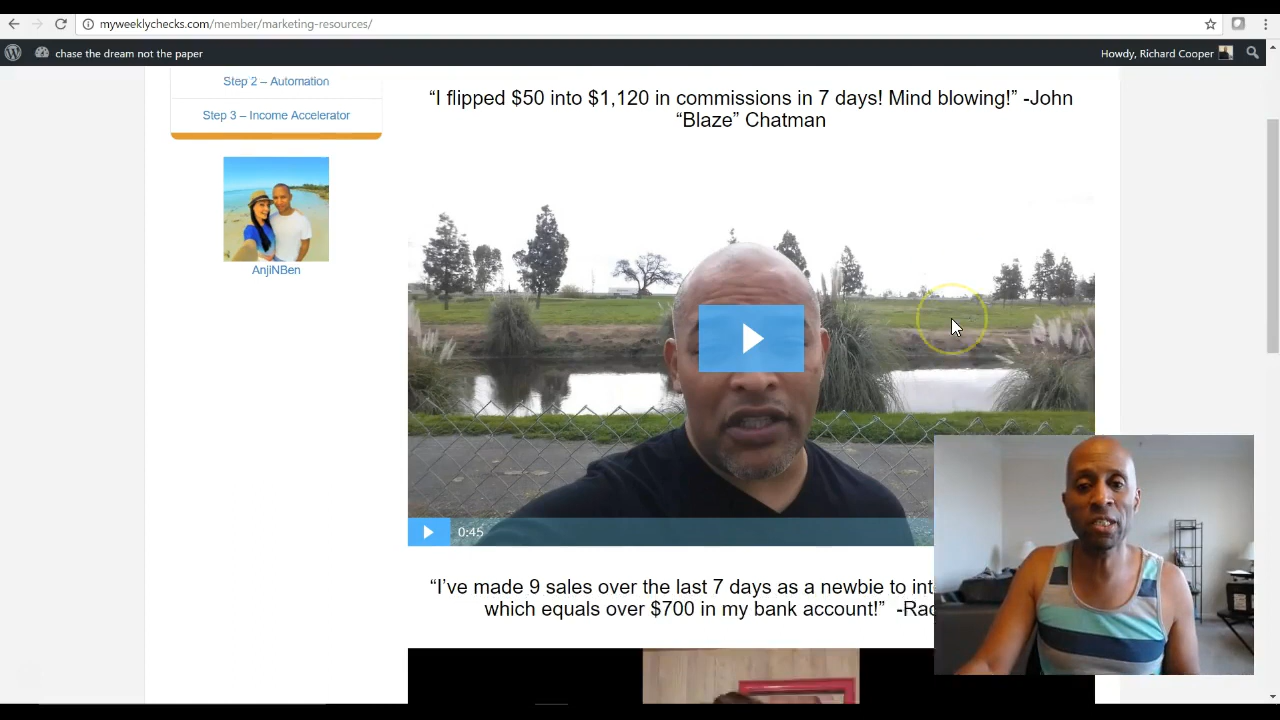 myweeklychecks.com/member/marketing-resources/
chase the dream not the paper
Howdy, Richard Cooper
Step 2 – Automation
Step 3 – Income Accelerator
AnjiNBen
“I flipped $50 into $1,120 in commissions in 7 days! Mind blowing!” -John
“Blaze” Chatman
0:45
“I’ve made 9 sales over the last 7 days as a newbie to
which equals over $700 in my bank account!”